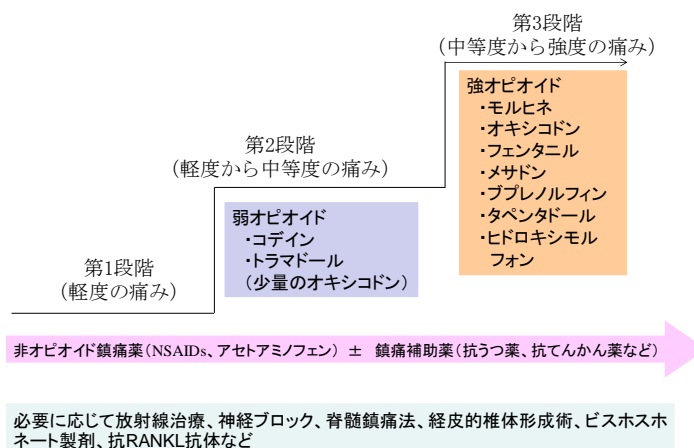 第3段階
（中等度から強度の痛み）
強オピオイド
・モルヒネ
・オキシコドン
・フェンタニル
・メサドン
・ブプレノルフィン
・タペンタドール
・ヒドロキシモル
フォン
第2段階
（軽度から中等度の痛み）
弱オピオイド
・コデイン
・トラマドール
（少量のオキシコドン）
第1段階
（軽度の痛み）
非オピオイド鎮痛薬（NSAIDs、アセトアミノフェン） ± 鎮痛補助薬（抗うつ薬、抗てんかん薬など）
必要に応じて放射線治療、神経ブロック、脊髄鎮痛法、経皮的椎体形成術、ビスホスホ
ネート製剤、抗RANKL抗体など